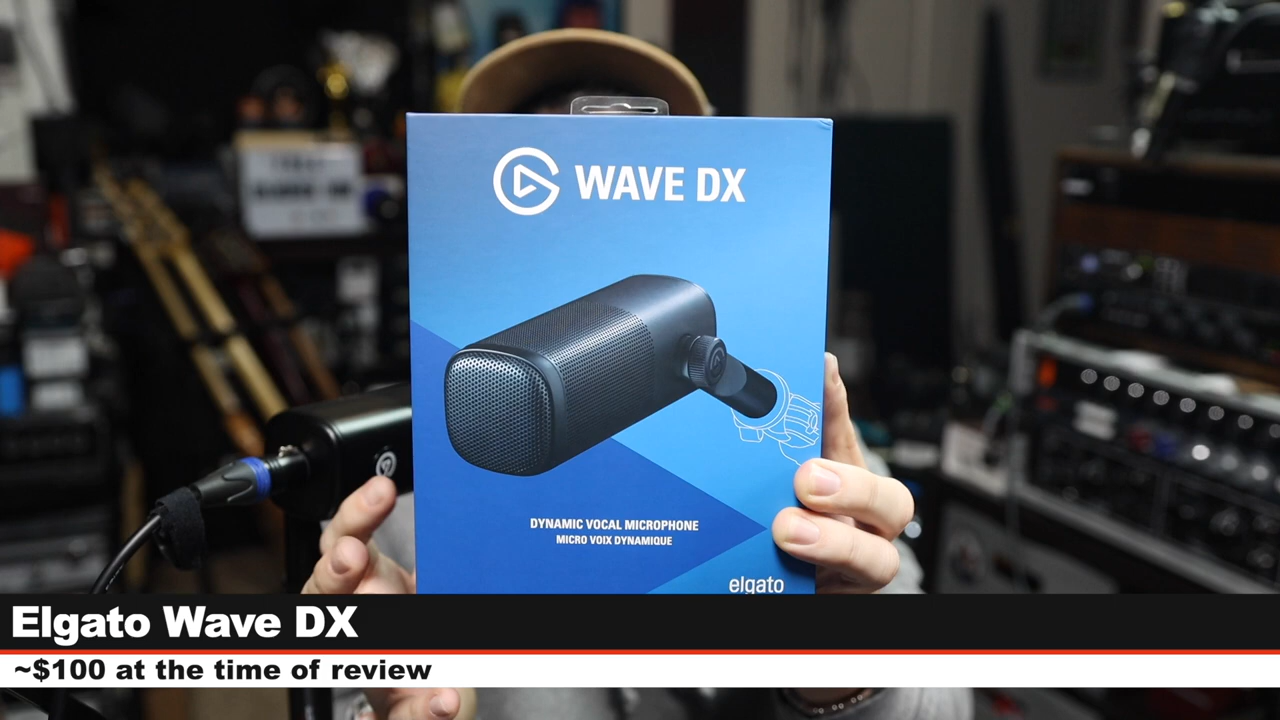 WAVE DX
DYNAMIC VOCAL MICROPHONE
MICRO VOIX DYNAMIQUE
elgato
Elgato Wave DX
~$100 at the time of review